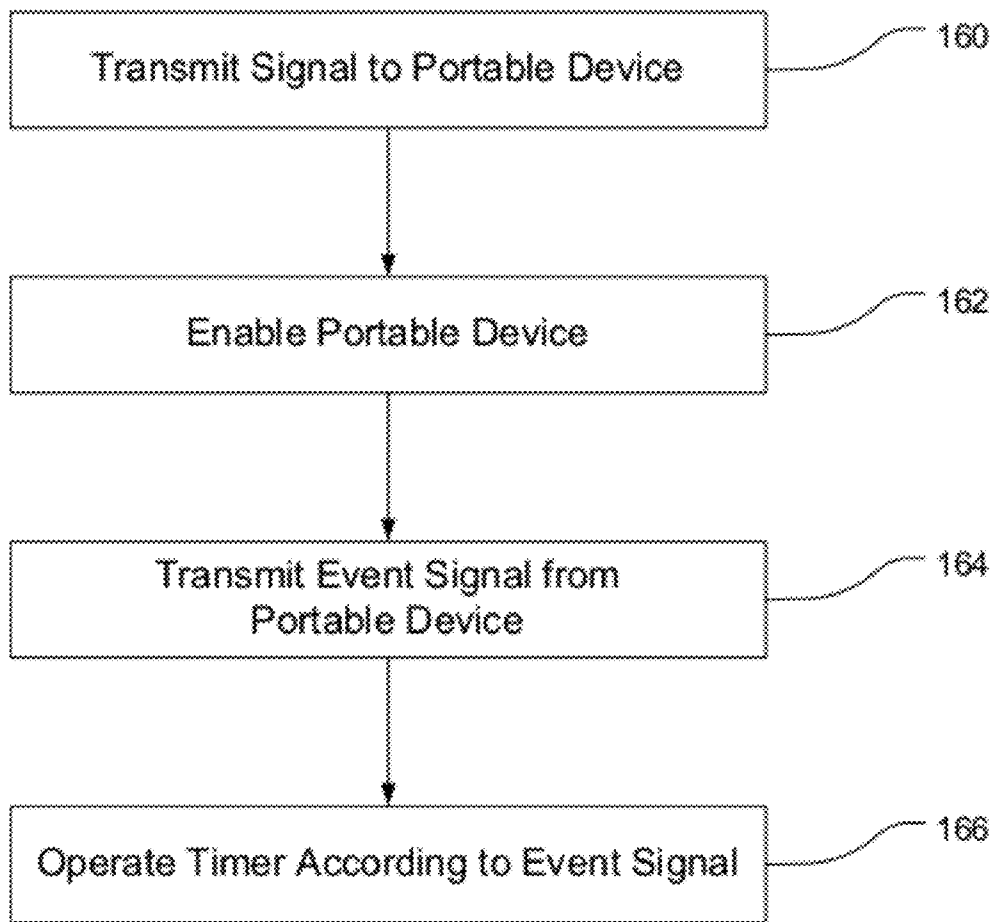 Transmit Signal to Portable Device
160
Enable Portable Device
162
Transmit Event Signal from
Portable Device
164
Operate Timer According to Event Signal
166